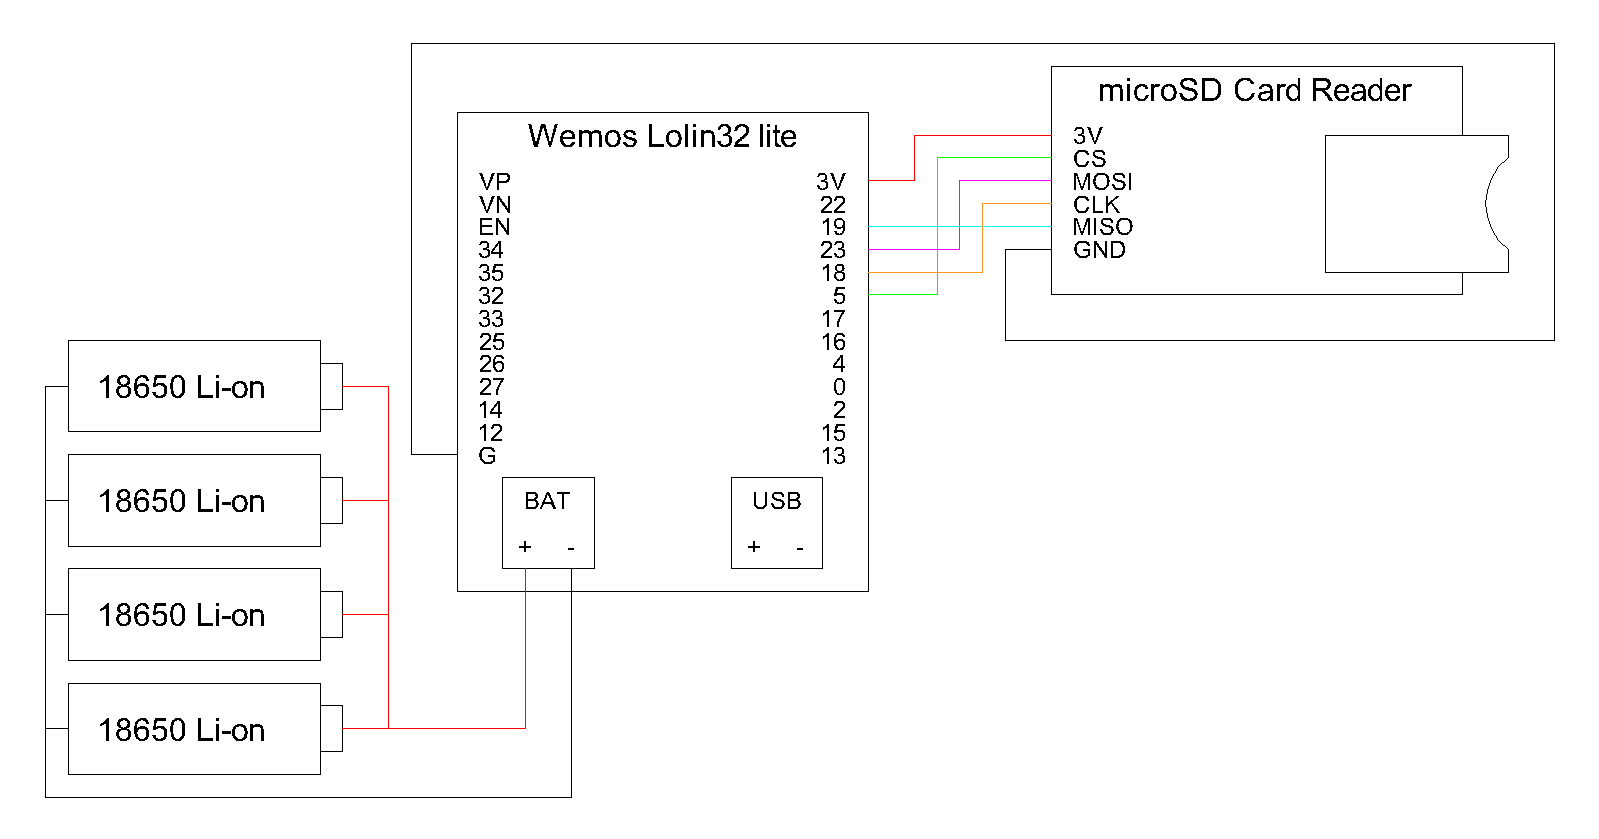 microSD Card Reader
Wemos Lolin32 lite
3V
CS
MOSI
CLK
MISO
GND
VP
VN
EN
34
35
32
33
25
26
27
14
12
G
3V
22
19
23
18
5
17
16
4
0
2
15
13
BAT
+ -
USB
+ -
18650 Li-on
18650 Li-on
18650 Li-on
18650 Li-on